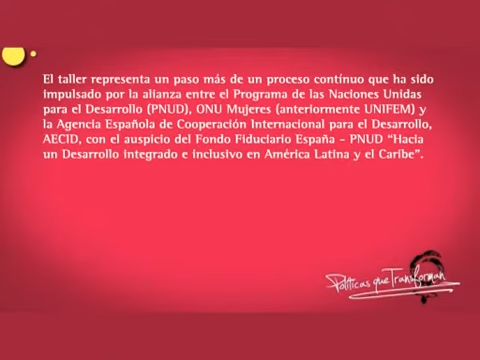 El taller representa un paso más de un proceso contínuo que ha sido
impulsado por la alianza entre el Programa de las Naciones Unidas
para el Desarrollo (PNUD), ONU Mujeres (anteriormente UNIFEM) y
la Agencia Española de Cooperación Internacional para el Desarrollo,
AECID, con el auspicio del Fondo Fiduciario España - PNUD “Hacia
un Desarrollo integrado e inclusivo en América Latina y el Caribe”.
Políticas que Transforman